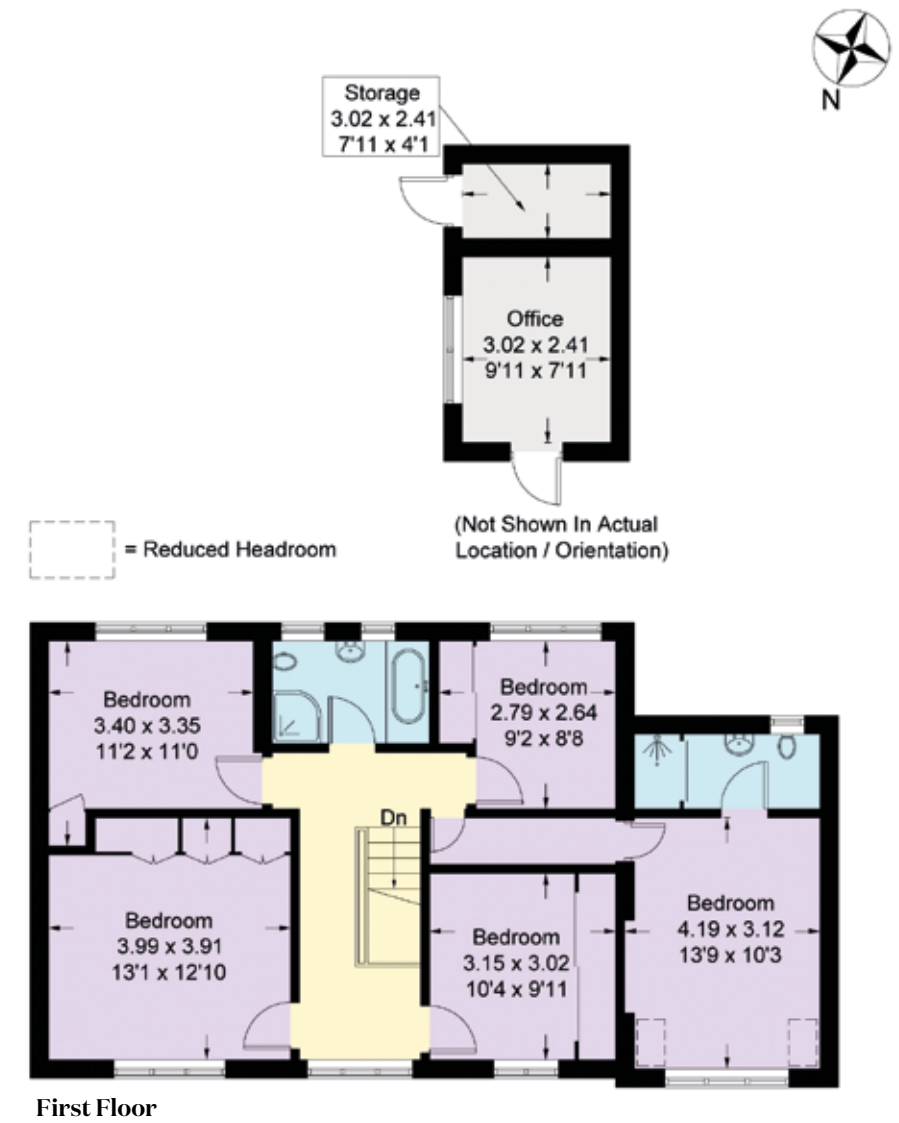 N
Storage
3.02 x 2.41
7'11 x 4'1
Office
3.02 x 2.41
9'11 x 7'11
(Not Shown In Actual
Location / Orientation)
= Reduced Headroom
Bedroom
3.40 x 3.35
11'2 x 11'0
Bedroom
2.79 x 2.64
9'2 x 8'8
Dn
Bedroom
3.99 x 3.91
13'1 x 12'10
Bedroom
3.15 x 3.02
10'4 x 9'11
Bedroom
4.19 x 3.12
13'9 x 10'3
First Floor